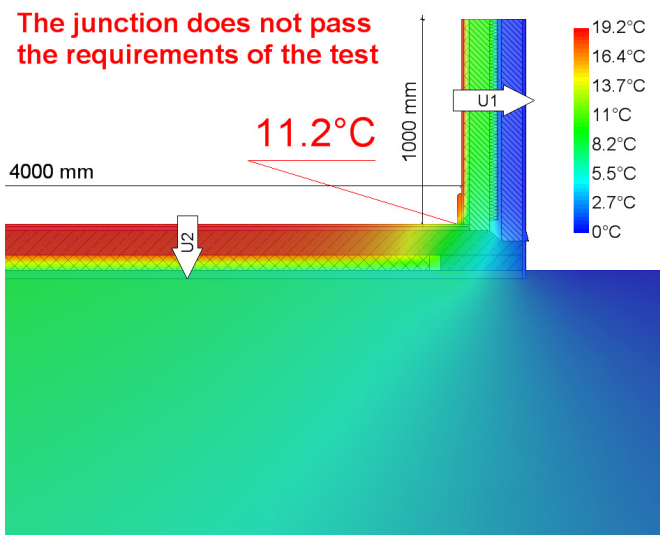 The junction does not pass
the requirements of the test
11.2°C
4000 mm
1000 mm
U1
U2
19.2°C
16.4°C
13.7°C
11°C
8.2°C
5.5°C
2.7°C
0°C